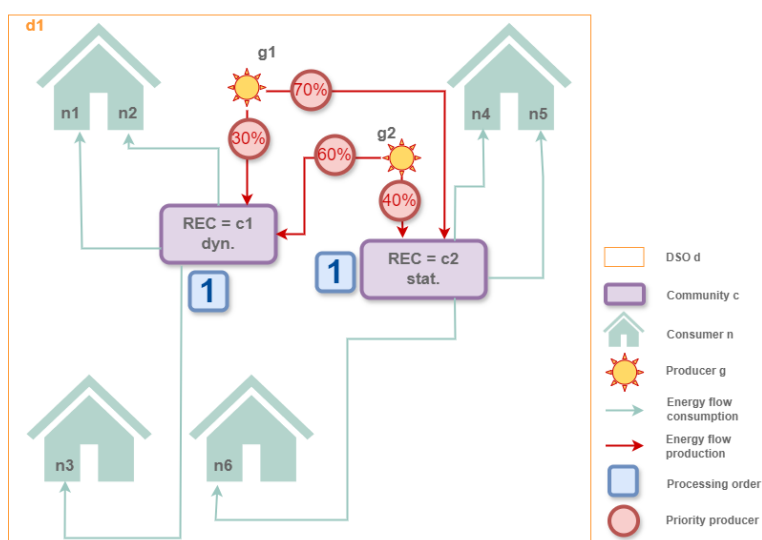 d1
g1
n1
n2
70%
n4
n5
30%
g2
60%
40%
REC = c1
dyn.
REC = c2
stat.
1
1
n3
n6
DSO d
Community c
Consumer n
Producer g
Energy flow
consumption
Energy flow
production
Processing order
Priority producer